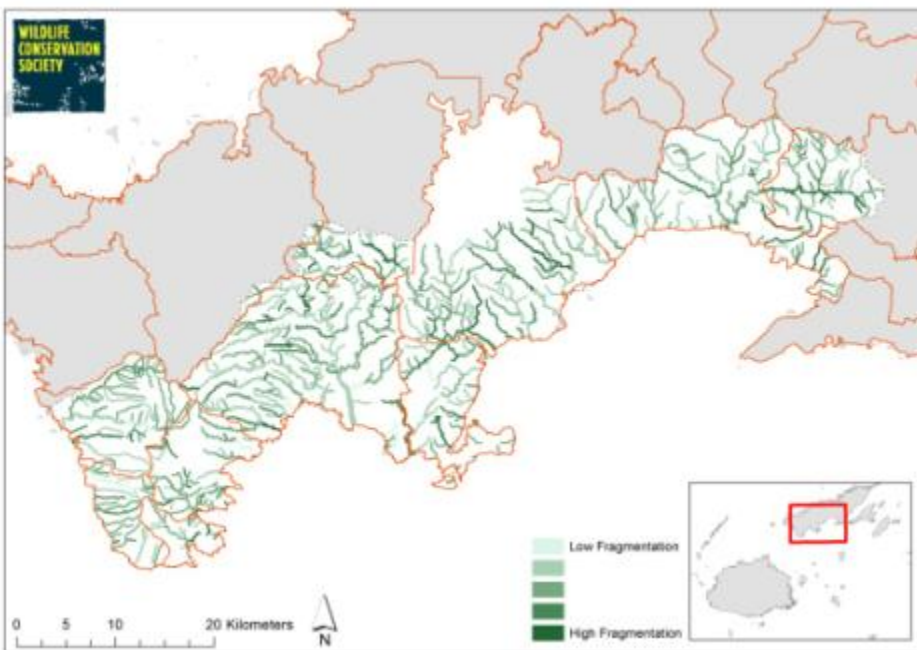 WILDLIFE
CONSERVATION
SOCIETY
Low Fragmentation
High Fragmentation
0 5 10 20 Kilometers
N